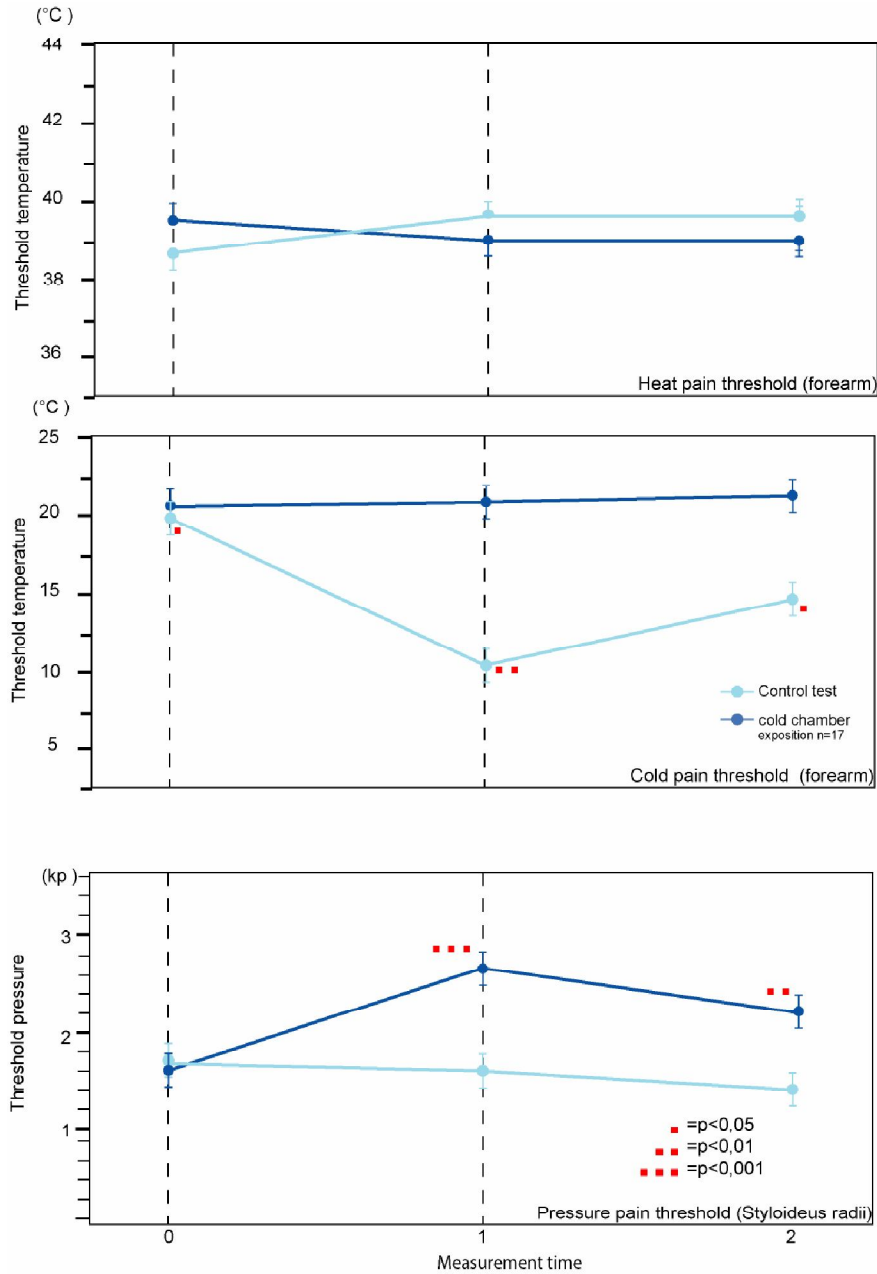 (°C )
44
42
40
38
36
Threshold temperature
Heat pain threshold (forearm)
(°C )
25
20
15
10
5
Threshold temperature
Control test
cold chamber
exposition n=17
Cold pain threshold (forearm)
(kp )
3
2
1
Threshold pressure
=p<0,05
=p<0,01
=p<0,001
Pressure pain threshold (Styloideus radii)
0 1 2
Measurement time